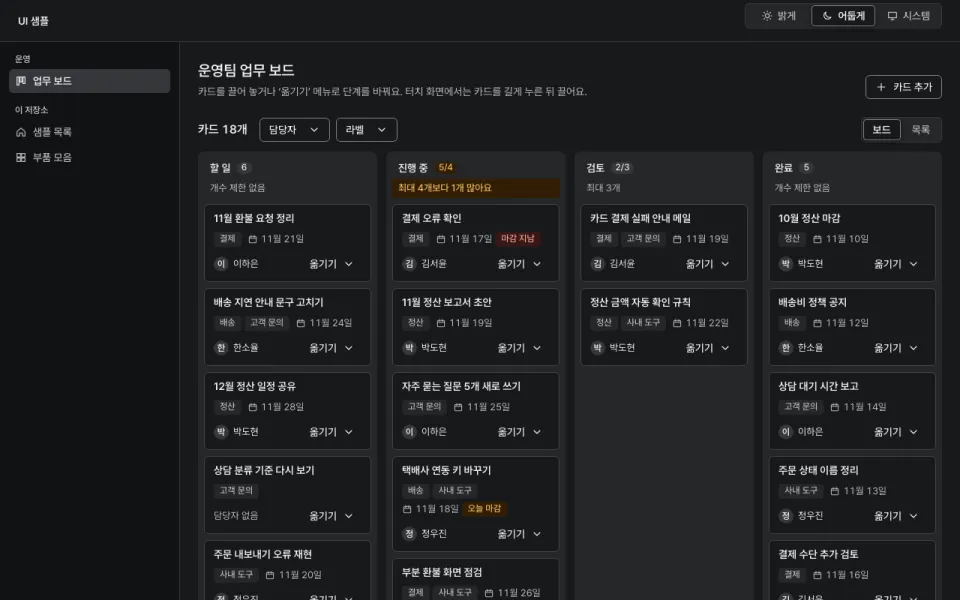 UI 샘플
밝게
어둡게
시스템
운영
업무 보드
이 저장소
샘플 목록
부품 모음
운영팀 업무 보드
카드를 끌어 놓거나 '옮기기' 메뉴로 단계를 바꿔요. 터치 화면에서는 카드를 길게 누른 뒤 끌어요.
카드 추가
카드 18개
담당자
라벨
보드
목록
할 일 6
개수 제한 없음
11월 환불 요청 정리
결제 11월 21일
이 이하은 옮기기
배송 지연 안내 문구 고치기
배송 고객 문의 11월 24일
한 한소율 옮기기
12월 정산 일정 공유
정산 11월 28일
박 박도현 옮기기
상담 분류 기준 다시 보기
고객 문의
담당자 없음 옮기기
주문 내보내기 오류 재현
사내 도구 11월 20일
정 정우진 옮기기
진행 중 5/4
최대 4개보다 1개 많아요
결제 오류 확인
결제 11월 17일 마감 지남
김 김서윤 옮기기
11월 정산 보고서 초안
정산 11월 19일
박 박도현 옮기기
자주 묻는 질문 5개 새로 쓰기
고객 문의 11월 25일
이 이하은 옮기기
택배사 연동 키 바꾸기
배송 사내 도구
11월 18일 오늘 마감
정 정우진 옮기기
부분 환불 화면 점검
결제 사내 도구 11월 26일
검토 2/3
최대 3개
카드 결제 실패 안내 메일
결제 고객 문의 11월 19일
김 김서윤 옮기기
정산 금액 자동 확인 규칙
정산 사내 도구 11월 22일
박 박도현 옮기기
완료 5
개수 제한 없음
10월 정산 마감
정산 11월 10일
박 박도현 옮기기
배송비 정책 공지
배송 11월 12일
한 한소율 옮기기
상담 대기 시간 보고
고객 문의 11월 14일
이 이하은 옮기기
주문 상태 이름 정리
사내 도구 11월 13일
정 정우진 옮기기
결제 수단 추가 검토
결제 11월 16일
김 김서윤 옮기기